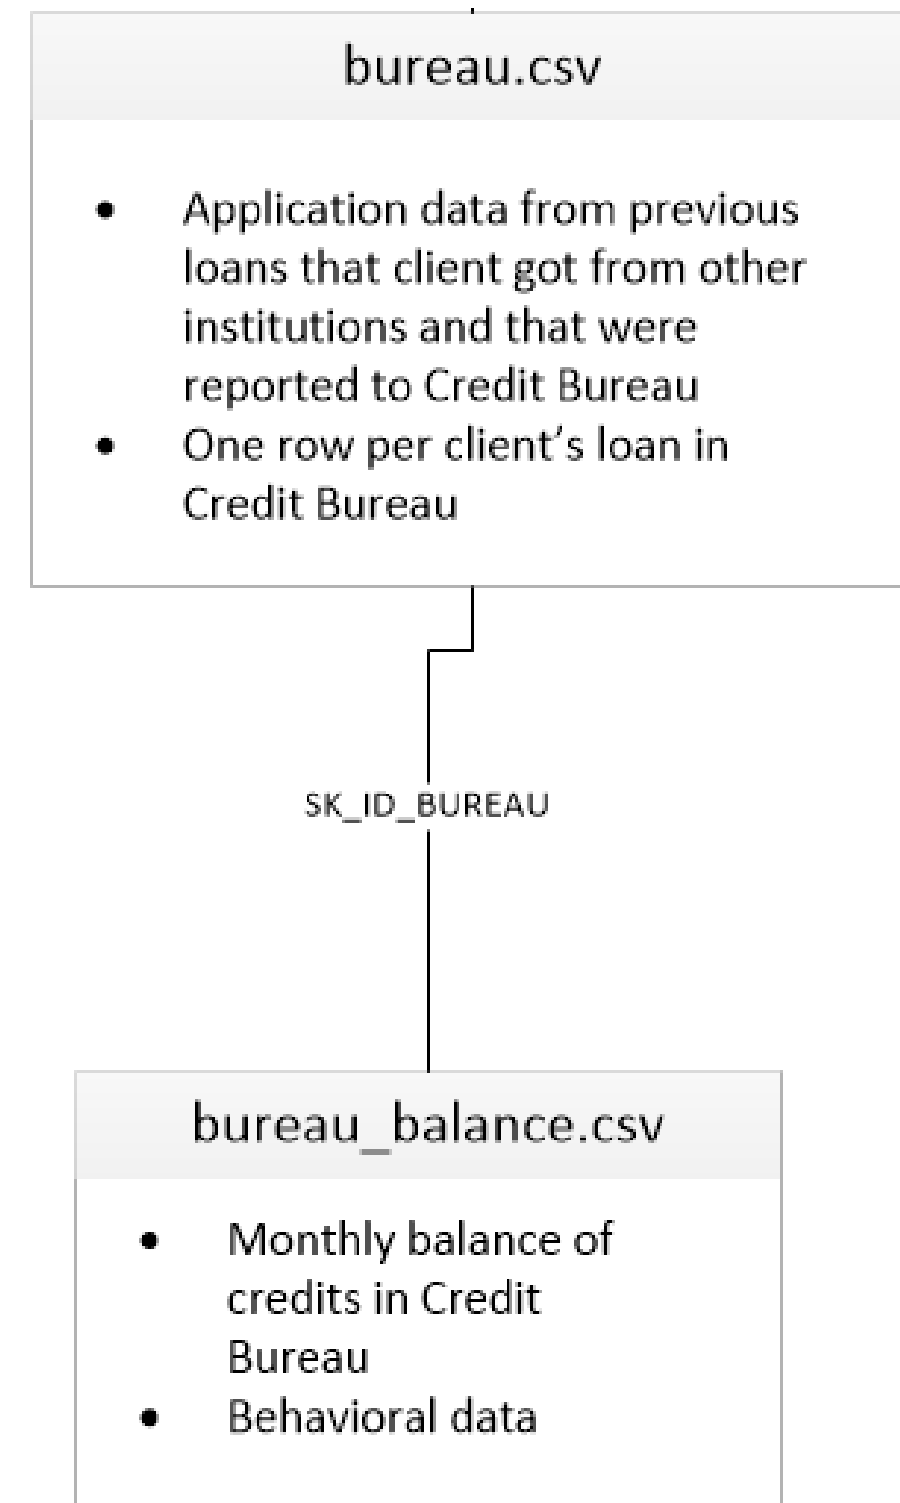 bureau.csv
• Application data from previous
loans that client got from other
institutions and that were
reported to Credit Bureau
• One row per client’s loan in
Credit Bureau
SK_ID_BUREAU
bureau_balance.csv
• Monthly balance of
credits in Credit
Bureau
• Behavioral data